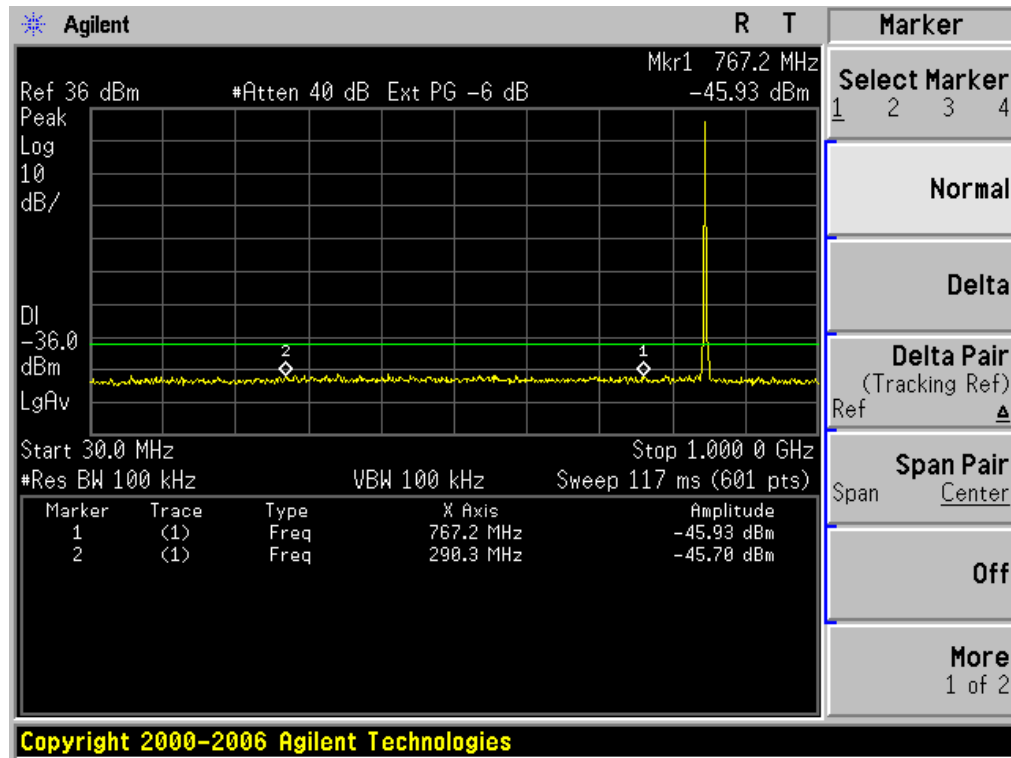 Agilent R T
Mkr1 767.2 MHz
Ref 36 dBm #Atten 40 dB Ext PG -6 dB -45.93 dBm
Peak
Log
10
dB/
DI
-36.0
dBm
LgAv
2
1
Start 30.0 MHz Stop 1.000 0 GHz
#Res BW 100 kHz VBW 100 kHz Sweep 117 ms (601 pts)
Marker Trace Type X Axis Amplitude
1 (1) Freq 767.2 MHz -45.93 dBm
2 (1) Freq 290.3 MHz -45.70 dBm
Copyright 2000-2006 Agilent Technologies
Marker
Select Marker
1 2 3 4
Normal
Delta
Delta Pair
(Tracking Ref)
Ref Δ
Span Pair
Span Center
Off
More
1 of 2